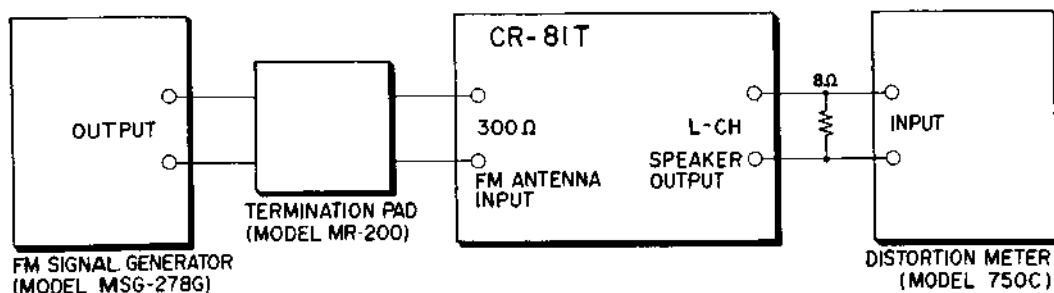 OUTPUT
FM SIGNAL GENERATOR
(MODEL MSG-278G)
TERMINATION PAD
(MODEL MR-200)
CR-81T
300Ω
FM ANTENNA
INPUT
L-CH
SPEAKER
OUTPUT
8Ω
INPUT
DISTORTION METER
(MODEL 750C)